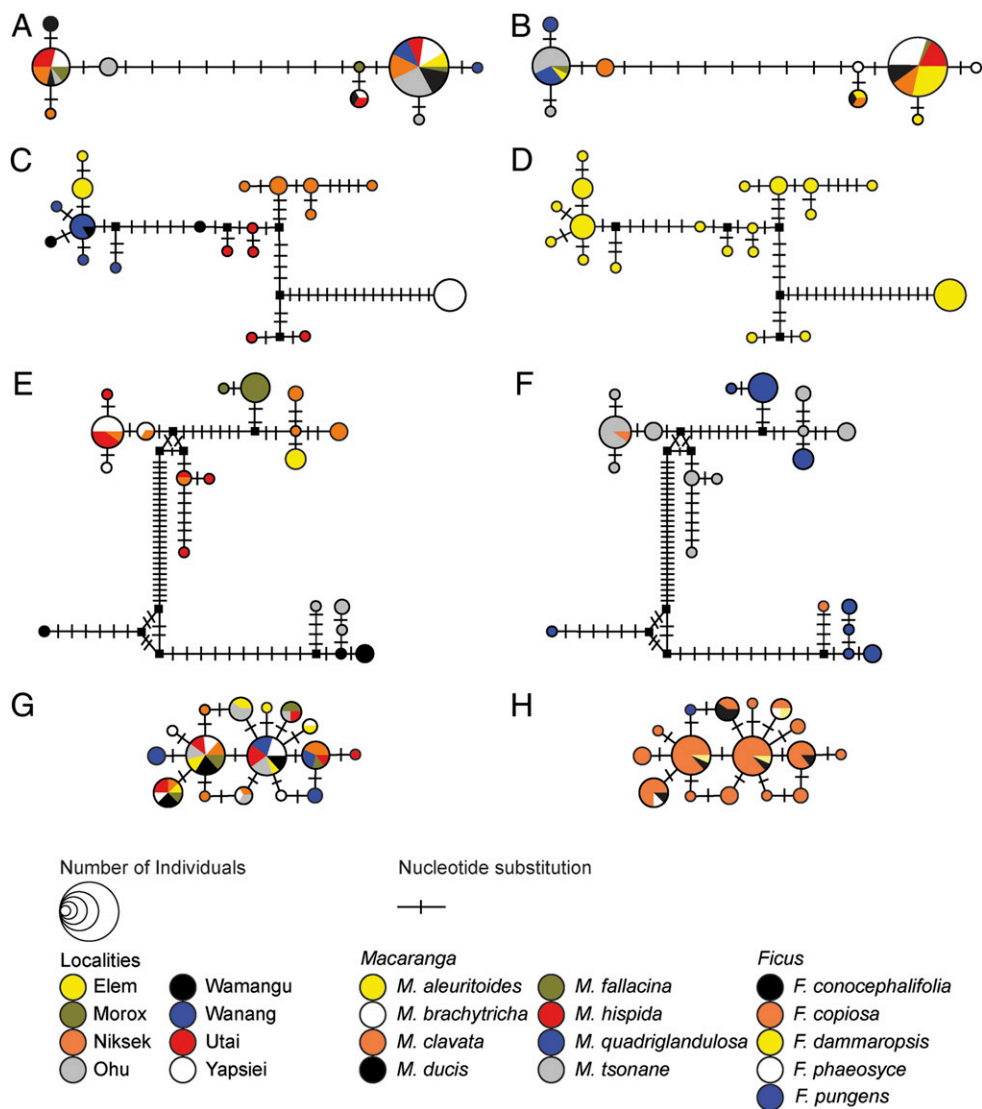 A
B
C
D
E
F
G
H
Number of Individuals
Nucleotide substitution
Localities
Elem
Morox
Niksek
Ohu
Wamangu
Wanang
Utai
Yapsiei
Macaranga
M. aleuritoides
M. brachytricha
M. clavata
M. ducis
M. fallacina
M. hispida
M. quadriglandulosa
M. tsonane
Ficus
F. conocephalifolia
F. copiosa
F. dammaropsis
F. phaeosyce
F. pungens